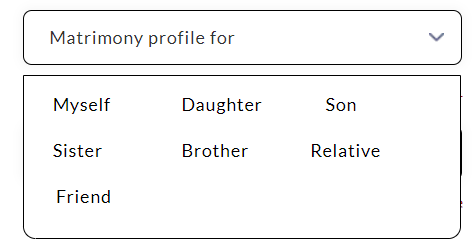 Matrimony profile for
Myself Daughter Son
Sister Brother Relative
Friend